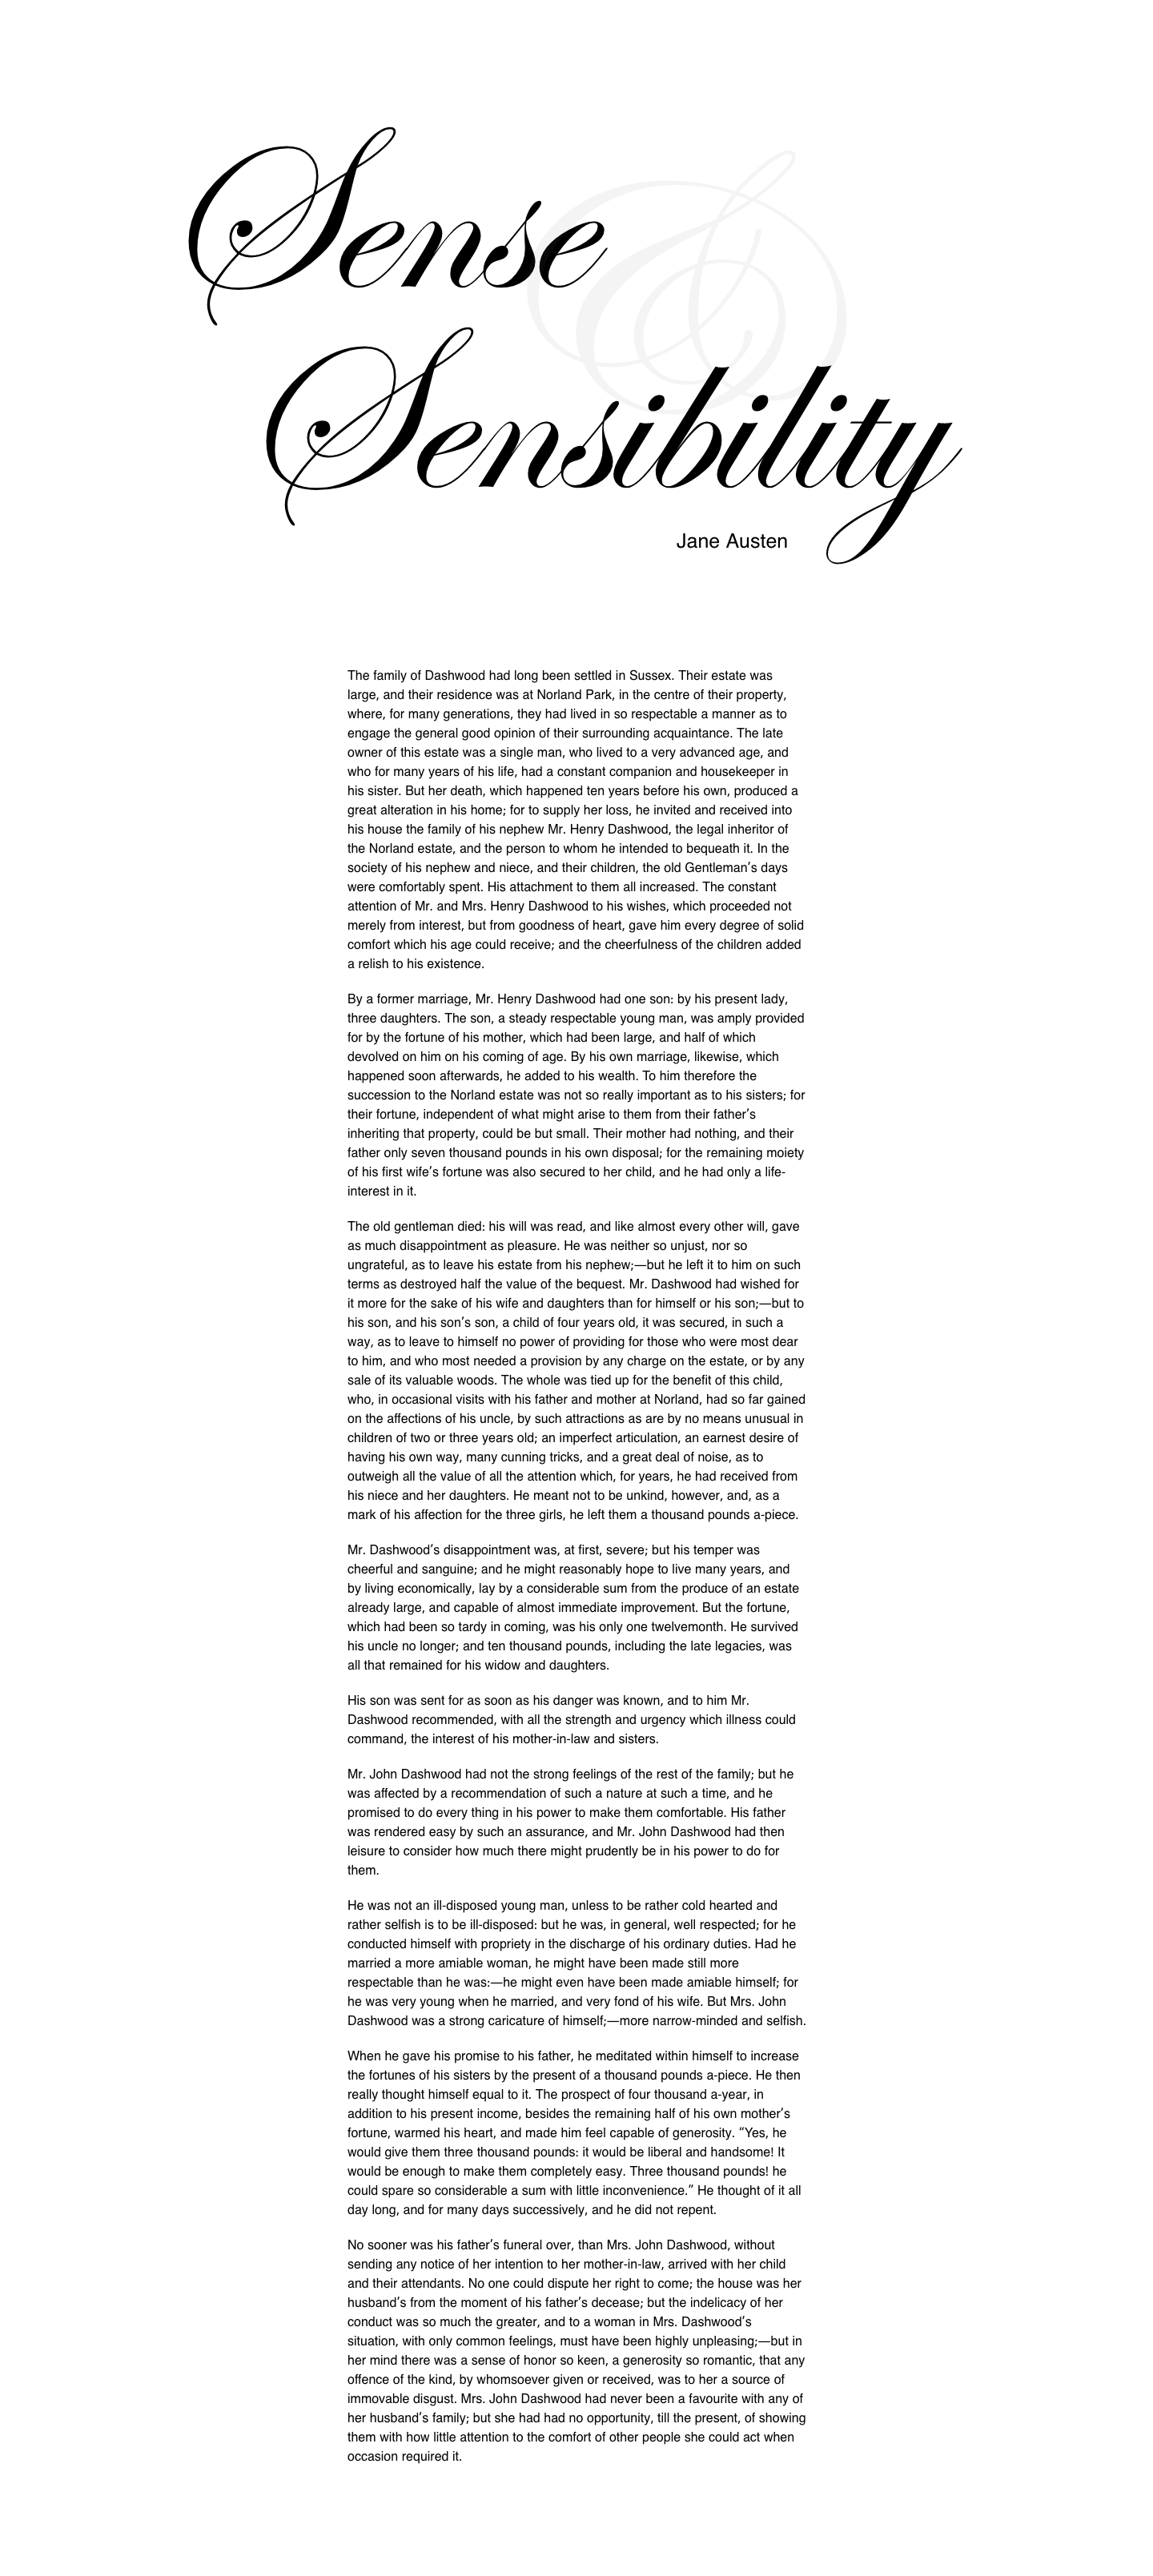 Sense
&
Sensibility
Jane Austen
The family of Dashwood had long been settled in Sussex. Their estate was
large, and their residence was at Norland Park, in the centre of their property,
where, for many generations, they had lived in so respectable a manner as to
engage the general good opinion of their surrounding acquaintance. The late
owner of this estate was a single man, who lived to a very advanced age, and
who for many years of his life, had a constant companion and housekeeper in
his sister. But her death, which happened ten years before his own, produced a
great alteration in his home; for to supply her loss, he invited and received into
his house the family of his nephew Mr. Henry Dashwood, the legal inheritor of
the Norland estate, and the person to whom he intended to bequeath it. In the
society of his nephew and niece, and their children, the old Gentleman’s days
were comfortably spent. His attachment to them all increased. The constant
attention of Mr. and Mrs. Henry Dashwood to his wishes, which proceeded not
merely from interest, but from goodness of heart, gave him every degree of solid
comfort which his age could receive; and the cheerfulness of the children added
a relish to his existence.
By a former marriage, Mr. Henry Dashwood had one son: by his present lady,
three daughters. The son, a steady respectable young man, was amply provided
for by the fortune of his mother, which had been large, and half of which
devolved on him on his coming of age. By his own marriage, likewise, which
happened soon afterwards, he added to his wealth. To him therefore the
succession to the Norland estate was not so really important as to his sisters; for
their fortune, independent of what might arise to them from their father’s
inheriting that property, could be but small. Their mother had nothing, and their
father only seven thousand pounds in his own disposal; for the remaining moiety
of his first wife’s fortune was also secured to her child, and he had only a life-
interest in it.
The old gentleman died: his will was read, and like almost every other will, gave
as much disappointment as pleasure. He was neither so unjust, nor so
ungrateful, as to leave his estate from his nephew;—but he left it to him on such
terms as destroyed half the value of the bequest. Mr. Dashwood had wished for
it more for the sake of his wife and daughters than for himself or his son;—but to
his son, and his son’s son, a child of four years old, it was secured, in such a
way, as to leave to himself no power of providing for those who were most dear
to him, and who most needed a provision by any charge on the estate, or by any
sale of its valuable woods. The whole was tied up for the benefit of this child,
who, in occasional visits with his father and mother at Norland, had so far gained
on the affections of his uncle, by such attractions as are by no means unusual in
children of two or three years old; an imperfect articulation, an earnest desire of
having his own way, many cunning tricks, and a great deal of noise, as to
outweigh all the value of all the attention which, for years, he had received from
his niece and her daughters. He meant not to be unkind, however, and, as a
mark of his affection for the three girls, he left them a thousand pounds a-piece.
Mr. Dashwood’s disappointment was, at first, severe; but his temper was
cheerful and sanguine; and he might reasonably hope to live many years, and
by living economically, lay by a considerable sum from the produce of an estate
already large, and capable of almost immediate improvement. But the fortune,
which had been so tardy in coming, was his only one twelvemonth. He survived
his uncle no longer; and ten thousand pounds, including the late legacies, was
all that remained for his widow and daughters.
His son was sent for as soon as his danger was known, and to him Mr.
Dashwood recommended, with all the strength and urgency which illness could
command, the interest of his mother-in-law and sisters.
Mr. John Dashwood had not the strong feelings of the rest of the family; but he
was affected by a recommendation of such a nature at such a time, and he
promised to do every thing in his power to make them comfortable. His father
was rendered easy by such an assurance, and Mr. John Dashwood had then
leisure to consider how much there might prudently be in his power to do for
them.
He was not an ill-disposed young man, unless to be rather cold hearted and
rather selfish is to be ill-disposed: but he was, in general, well respected; for he
conducted himself with propriety in the discharge of his ordinary duties. Had he
married a more amiable woman, he might have been made still more
respectable than he was:—he might even have been made amiable himself; for
he was very young when he married, and very fond of his wife. But Mrs. John
Dashwood was a strong caricature of himself;—more narrow-minded and selfish.
When he gave his promise to his father, he meditated within himself to increase
the fortunes of his sisters by the present of a thousand pounds a-piece. He then
really thought himself equal to it. The prospect of four thousand a-year, in
addition to his present income, besides the remaining half of his own mother’s
fortune, warmed his heart, and made him feel capable of generosity. “Yes, he
would give them three thousand pounds: it would be liberal and handsome! It
would be enough to make them completely easy. Three thousand pounds! he
could spare so considerable a sum with little inconvenience.” He thought of it all
day long, and for many days successively, and he did not repent.
No sooner was his father’s funeral over, than Mrs. John Dashwood, without
sending any notice of her intention to her mother-in-law, arrived with her child
and their attendants. No one could dispute her right to come; the house was her
husband’s from the moment of his father’s decease; but the indelicacy of her
conduct was so much the greater, and to a woman in Mrs. Dashwood’s
situation, with only common feelings, must have been highly unpleasing;—but in
her mind there was a sense of honor so keen, a generosity so romantic, that any
offence of the kind, by whomsoever given or received, was to her a source of
immovable disgust. Mrs. John Dashwood had never been a favourite with any of
her husband’s family; but she had had no opportunity, till the present, of showing
them with how little attention to the comfort of other people she could act when
occasion required it.